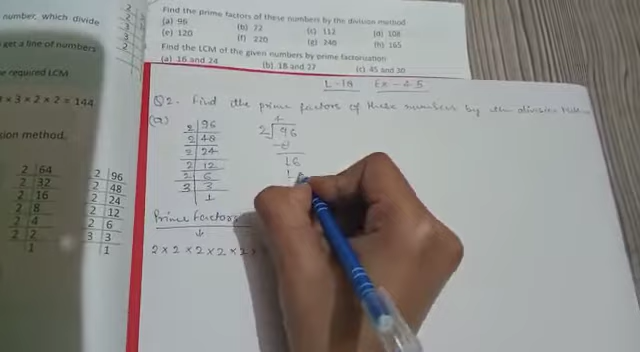 number, which divide
get a line of numbers
e required LCM
× 3 × 2 × 2 = 144
sion method.
2 64
2 32
2 16
2 8
2 4
2 2
1
2 96
2 48
2 24
2 12
2 6
3 3
1
Find the prime factors of these numbers by the division method
(a) 96 (b) 72 (c) 112 (d) 108
(e) 120 (f) 220 (g) 240 (h) 165
Find the LCM of the given numbers by prime factorisation
(a) 16 and 24 (b) 18 and 27 (c) 45 and 30
L-18 Ex-4.5
Q2. Find the prime factors of these numbers by the division Method
(a)
2 96
2 48
2 24
2 12
2 6
3 3
1
4
2 96
-8
16
1
Prime Factors
↓
2 × 2 × 2 × 2 × 2 ×